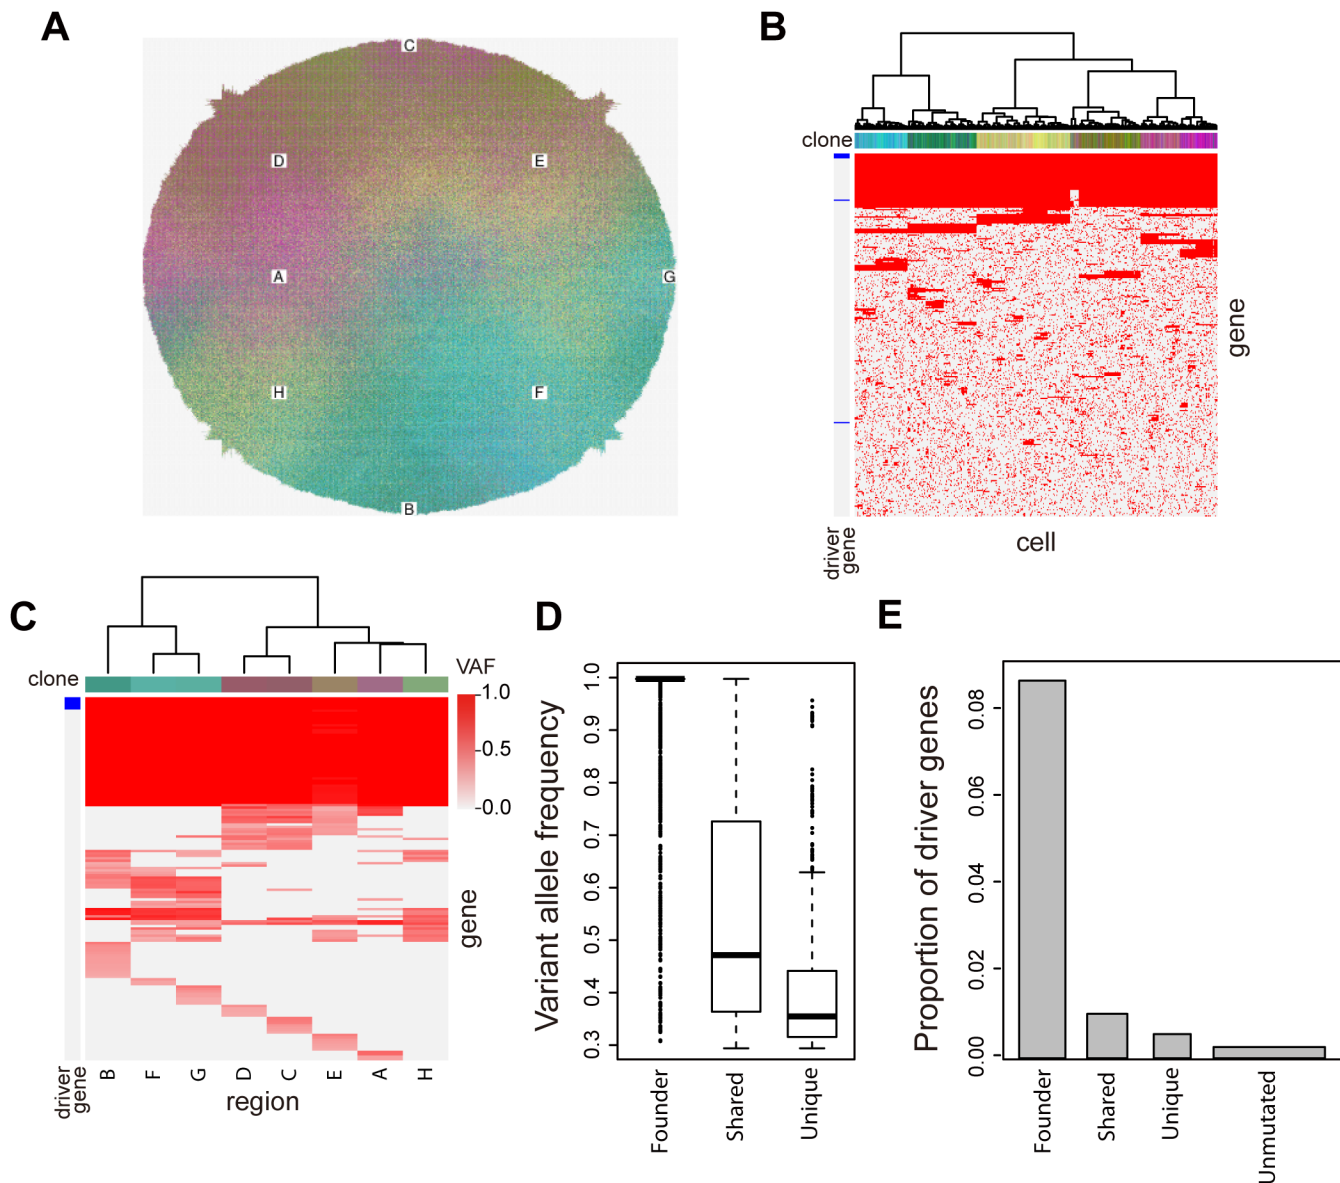 A
C
D
E
A
G
H
F
B
B
clone
gene
driver
gene
cell
C
clone
VAF
1.0
0.5
0.0
gene
driver
gene
B F G D C E A H
region
D
Variant allele frequency
1.0
0.9
0.8
0.7
0.6
0.5
0.4
0.3
Founder
Shared
Unique
E
Proportion of driver genes
0.08
0.06
0.04
0.02
0.00
Founder
Shared
Unique
Unmutated